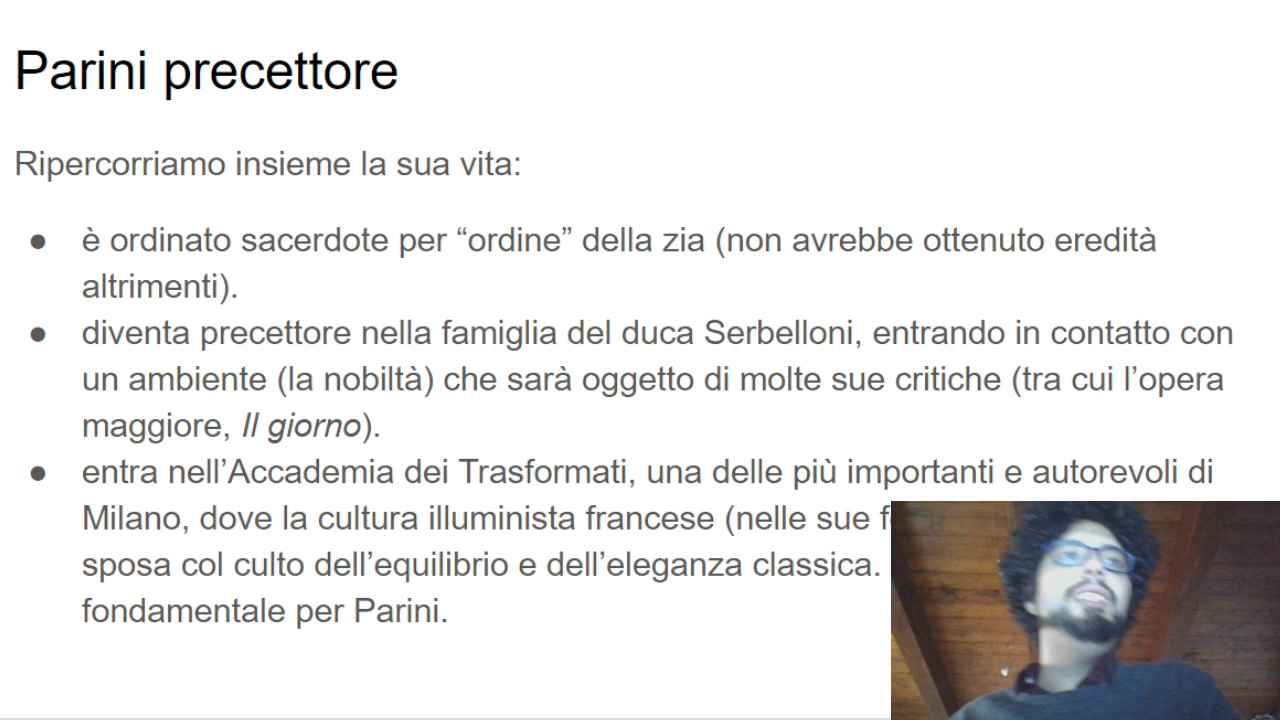 Parini precettore
Ripercorriamo insieme la sua vita:
● è ordinato sacerdote per “ordine” della zia (non avrebbe ottenuto eredità
altrimenti).
● diventa precettore nella famiglia del duca Serbelloni, entrando in contatto con
un ambiente (la nobiltà) che sarà oggetto di molte sue critiche (tra cui l’opera
maggiore, Il giorno).
● entra nell’Accademia dei Trasformati, una delle più importanti e autorevoli di
Milano, dove la cultura illuminista francese (nelle sue
sposa col culto dell’equilibrio e dell’eleganza classica.
fondamentale per Parini.